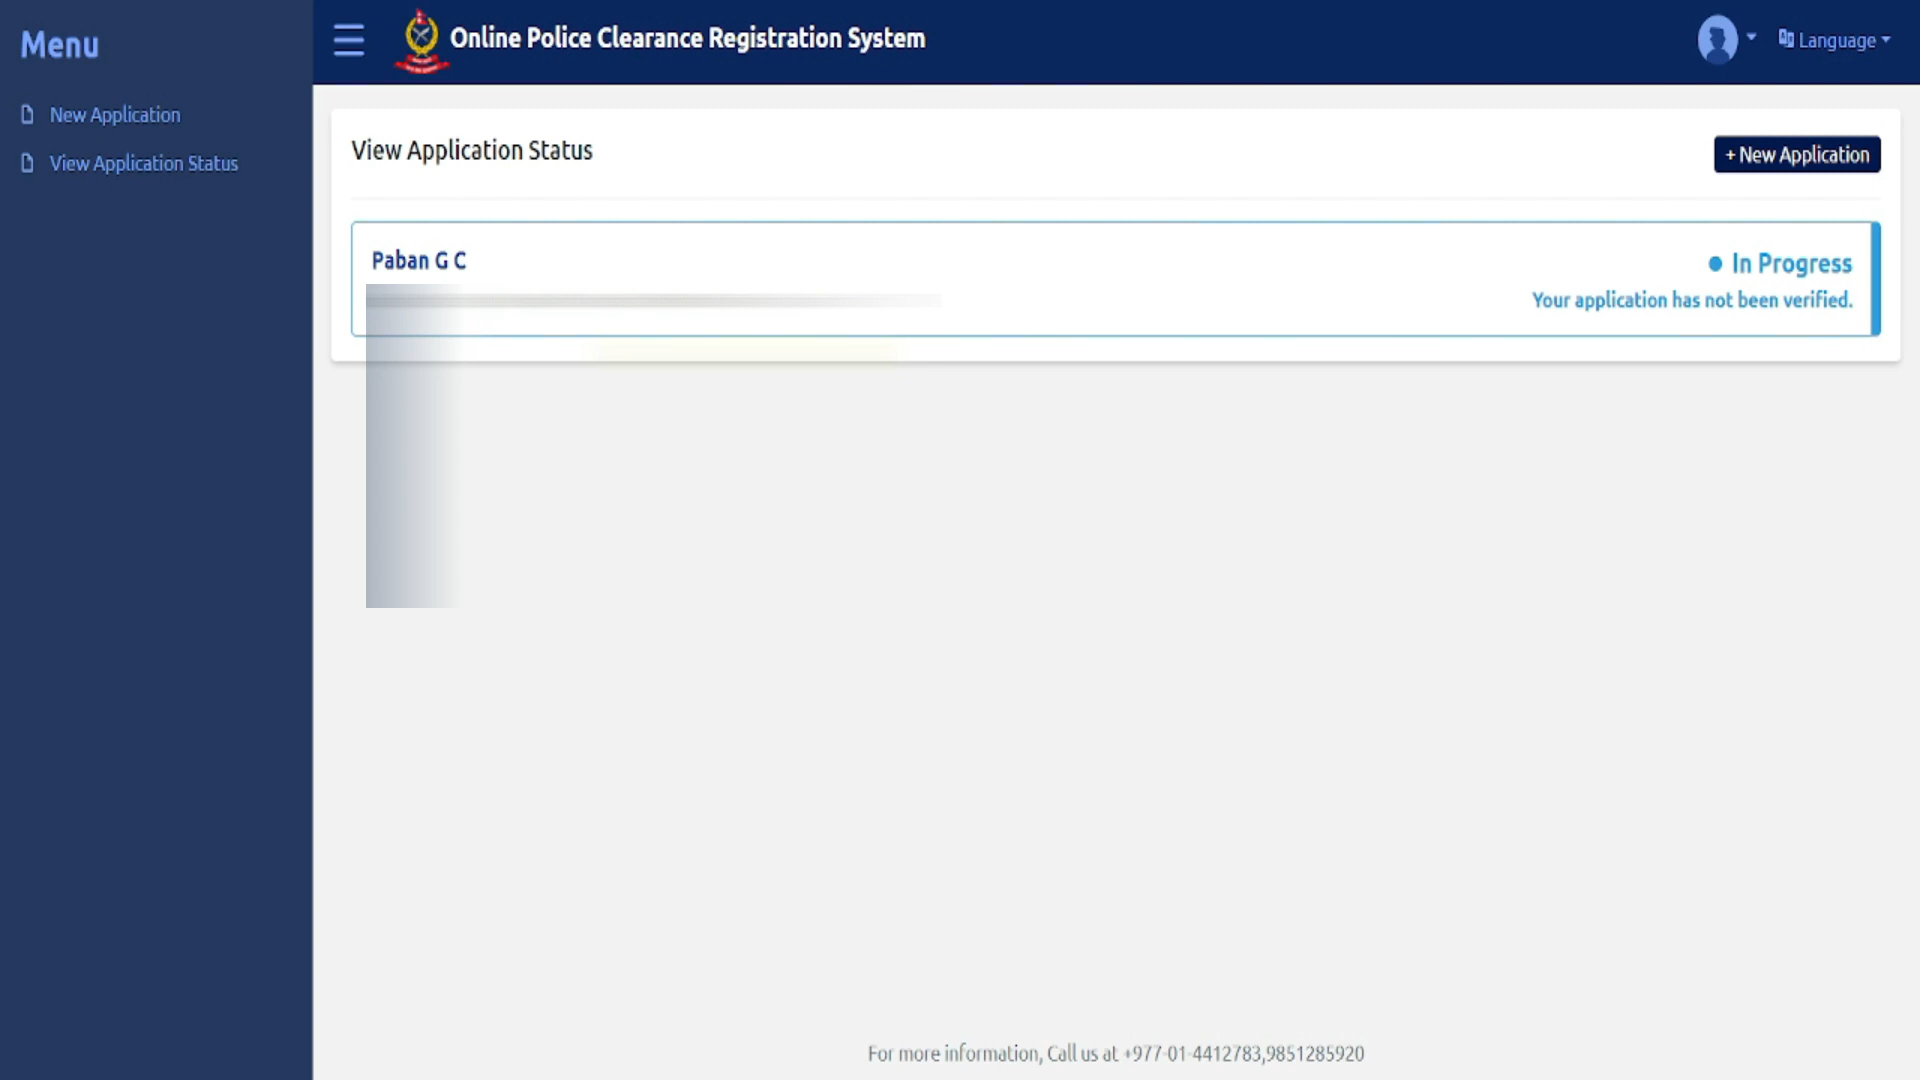 Menu
New Application
View Application Status
Online Police Clearance Registration System
Language
View Application Status
+ New Application
Paban G C
In Progress
Your application has not been verified.
For more information, Call us at +977-01-4412783,9851285920